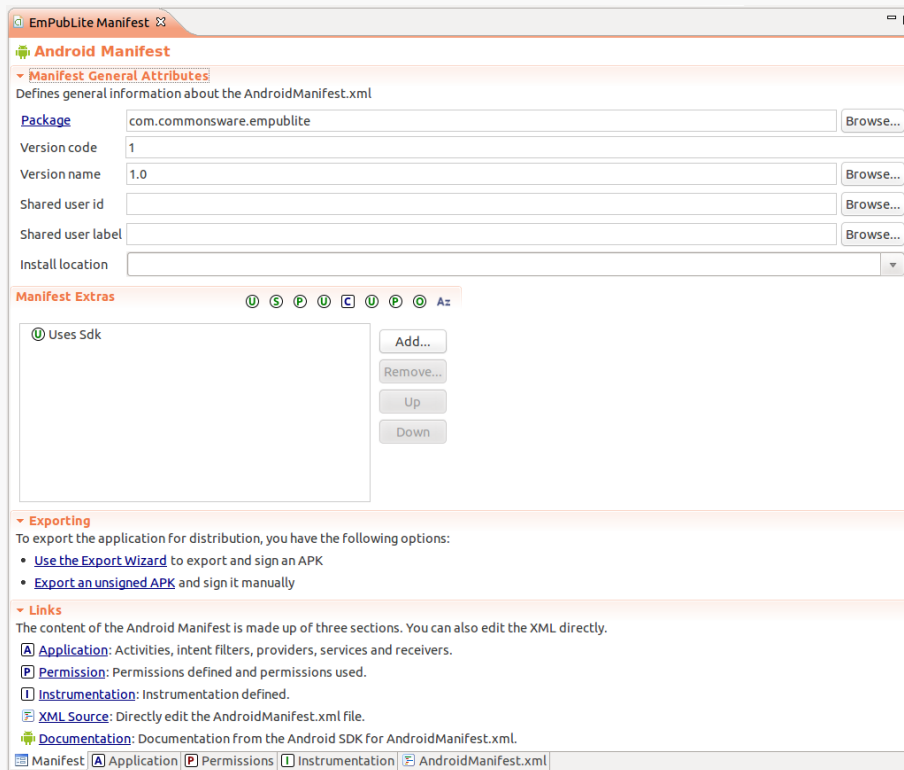 EmPubLite Manifest
Android Manifest
Manifest General Attributes
Defines general information about the AndroidManifest.xml
Package com.commonsware.empublite Browse...
Version code 1
Version name 1.0 Browse...
Shared user id Browse...
Shared user label Browse...
Install location
Manifest Extras U S P U C U P O Az
U Uses Sdk
Add...
Remove...
Up
Down
Exporting
To export the application for distribution, you have the following options:
• Use the Export Wizard to export and sign an APK
• Export an unsigned APK and sign it manually
Links
The content of the Android Manifest is made up of three sections. You can also edit the XML directly.
A Application: Activities, intent filters, providers, services and receivers.
P Permission: Permissions defined and permissions used.
I Instrumentation: Instrumentation defined.
XML Source: Directly edit the AndroidManifest.xml file.
Documentation: Documentation from the Android SDK for AndroidManifest.xml.
Manifest A Application P Permissions I Instrumentation AndroidManifest.xml